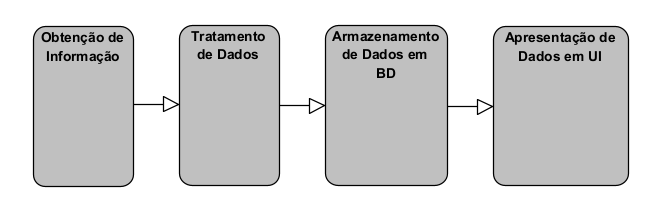 Obtenção de
Informação
Tratamento
de Dados
Armazenamento
de Dados em
BD
Apresentação de
Dados em UI